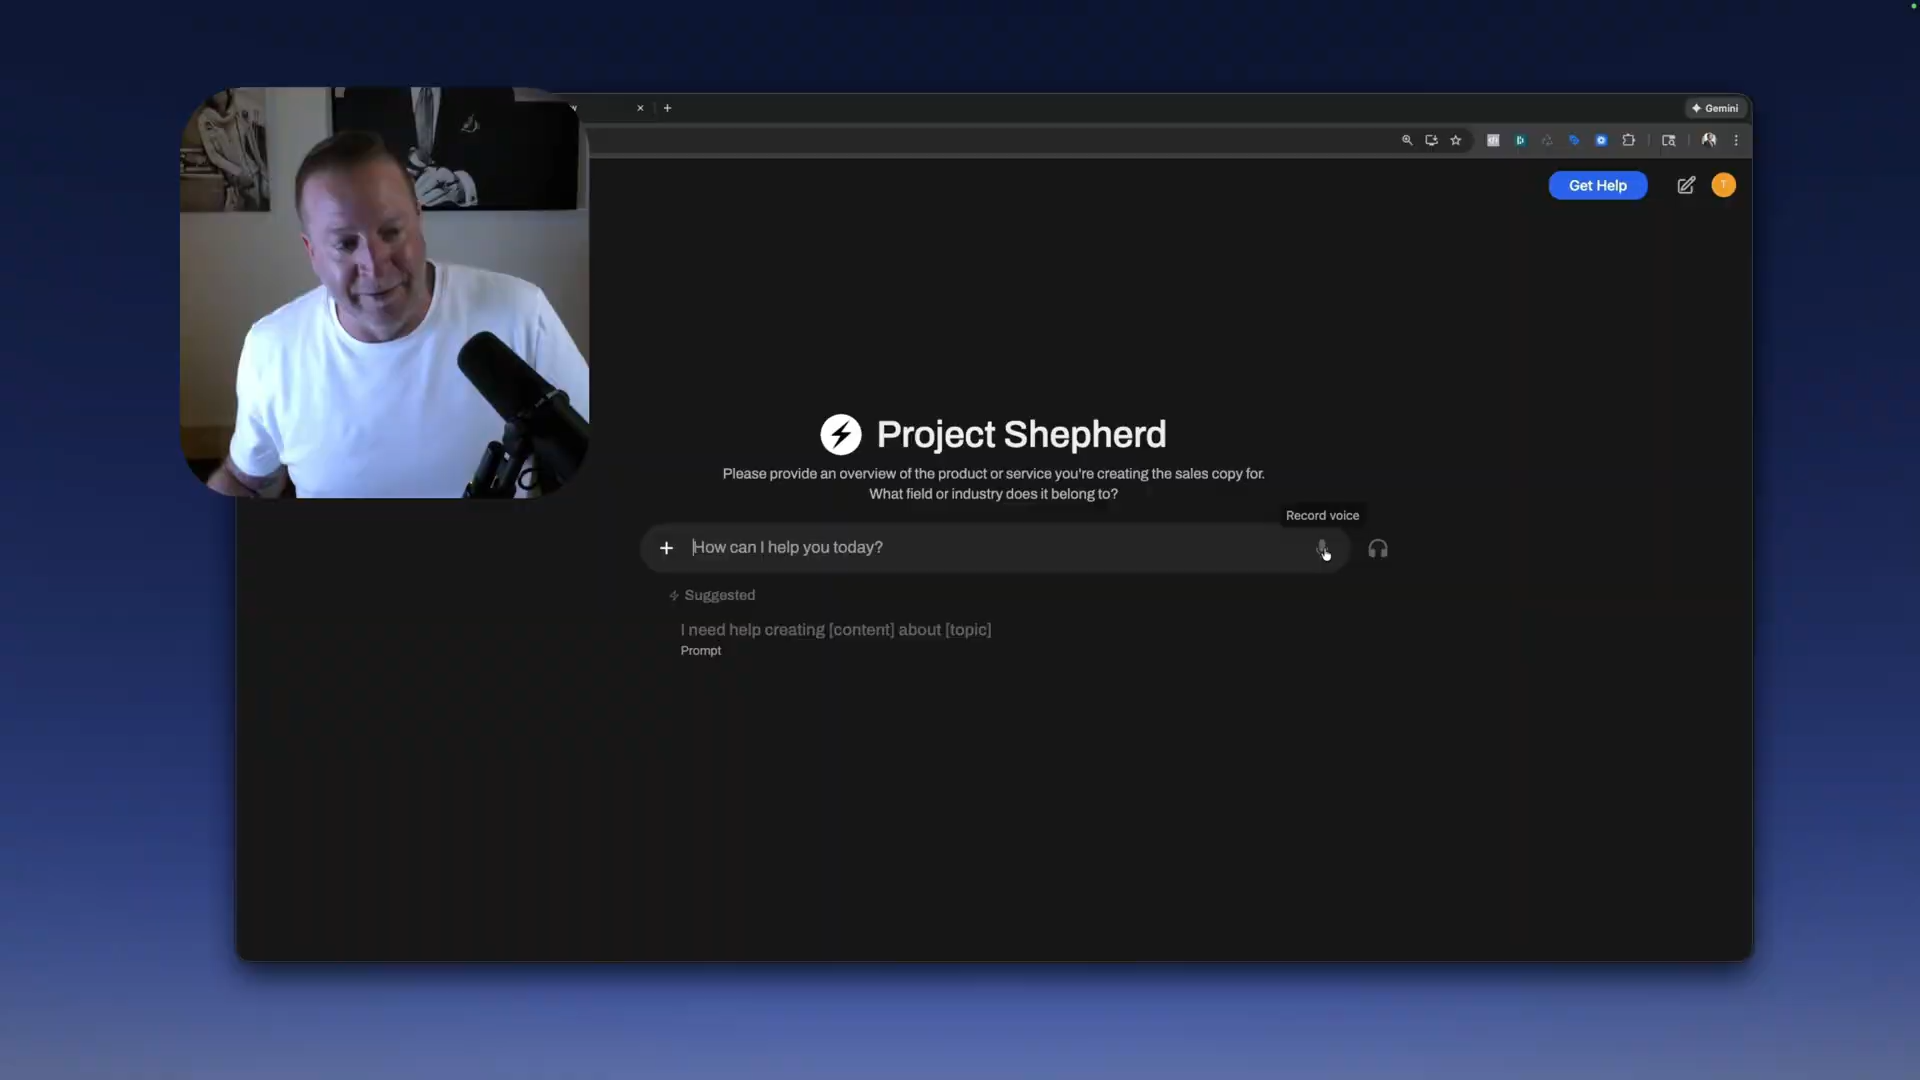 Gemini
Get Help
T
Project Shepherd
Please provide an overview of the product or service you're creating the sales copy for.
What field or industry does it belong to?
Record voice
How can I help you today?
Suggested
I need help creating [content] about [topic]
Prompt